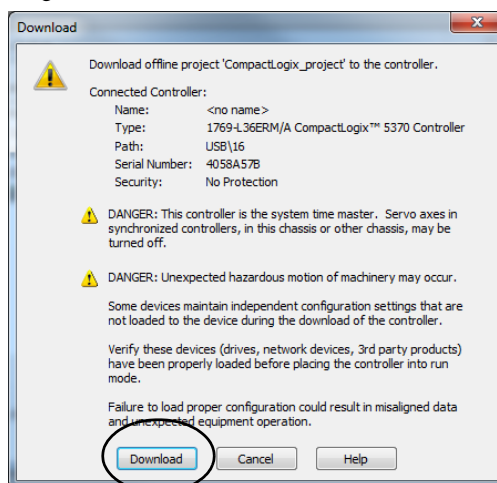 Download
Download offline project 'CompactLogix_project' to the controller.
Connected Controller:
Name: <no name>
Type: 1769-L36ERM/A CompactLogix™ 5370 Controller
Path: USB\16
Serial Number: 4058A57B
Security: No Protection
DANGER: This controller is the system time master. Servo axes in
synchronized controllers, in this chassis or other chassis, may be
turned off.
DANGER: Unexpected hazardous motion of machinery may occur.
Some devices maintain independent configuration settings that are
not loaded to the device during the download of the controller.
Verify these devices (drives, network devices, 3rd party products)
have been properly loaded before placing the controller into run
mode.
Failure to load proper configuration could result in misaligned data
and unexpected equipment operation.
Download Cancel Help